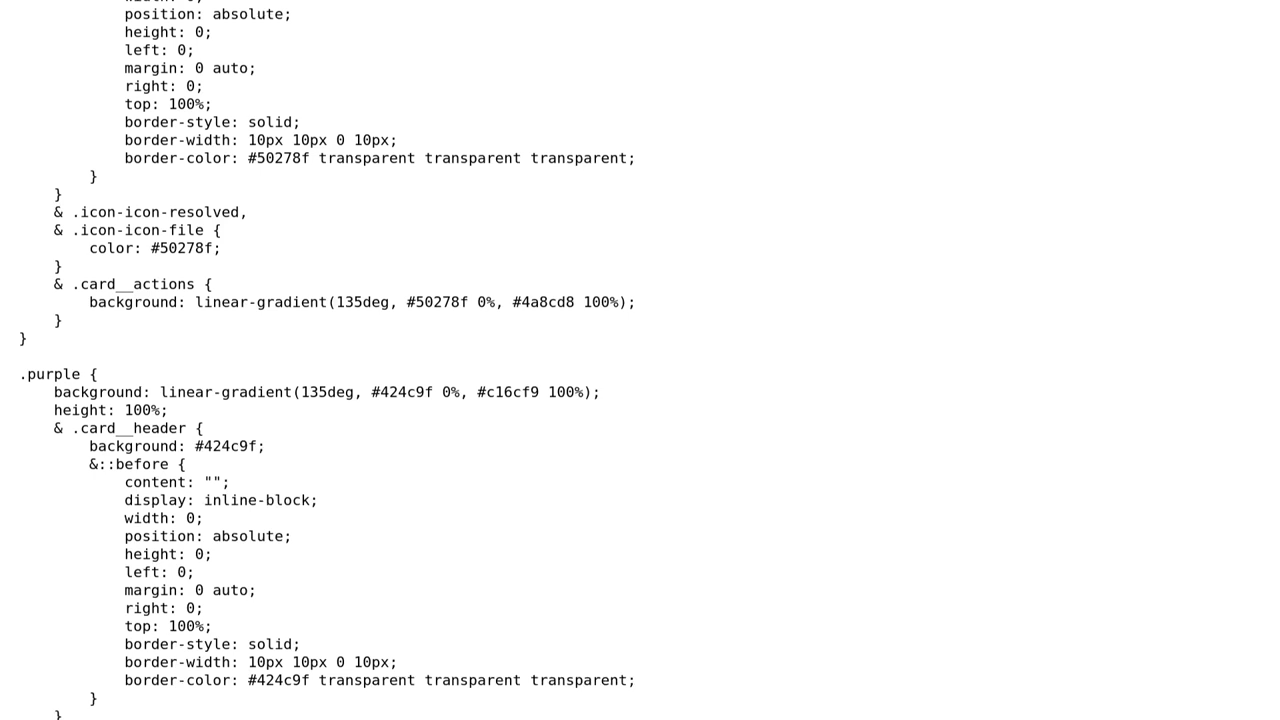 width: 0;
position: absolute;
height: 0;
left: 0;
margin: 0 auto;
right: 0;
top: 100%;
border-style: solid;
border-width: 10px 10px 0 10px;
border-color: #50278f transparent transparent transparent;
}
}
& .icon-icon-resolved,
& .icon-icon-file {
color: #50278f;
}
& .card__actions {
background: linear-gradient(135deg, #50278f 0%, #4a8cd8 100%);
}
}
.purple {
background: linear-gradient(135deg, #424c9f 0%, #c16cf9 100%);
height: 100%;
& .card__header {
background: #424c9f;
&::before {
content: "";
display: inline-block;
width: 0;
position: absolute;
height: 0;
left: 0;
margin: 0 auto;
right: 0;
top: 100%;
border-style: solid;
border-width: 10px 10px 0 10px;
border-color: #424c9f transparent transparent transparent;
}
}